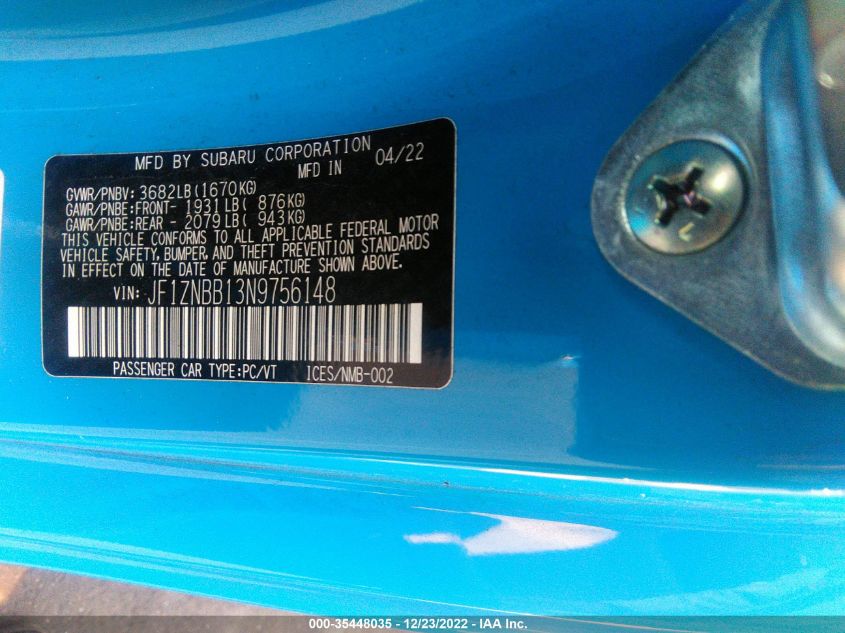 MFD BY SUBARU CORPORATION
MFD IN 04/22
GVWR/PNBV: 3682LB(1670KG)
GAWR/PNBE:FRONT- 1931LB( 876KG)
GAWR/PNBE:REAR - 2079LB( 943KG)
THIS VEHICLE CONFORMS TO ALL APPLICABLE FEDERAL MOTOR
VEHICLE SAFETY, BUMPER, AND THEFT PREVENTION STANDARDS
IN EFFECT ON THE DATE OF MANUFACTURE SHOWN ABOVE.
VIN: JF1ZNBB13N9756148
PASSENGER CAR TYPE:PC/VT ICES/NMB-002
000-35448035 - 12/23/2022 - IAA Inc.